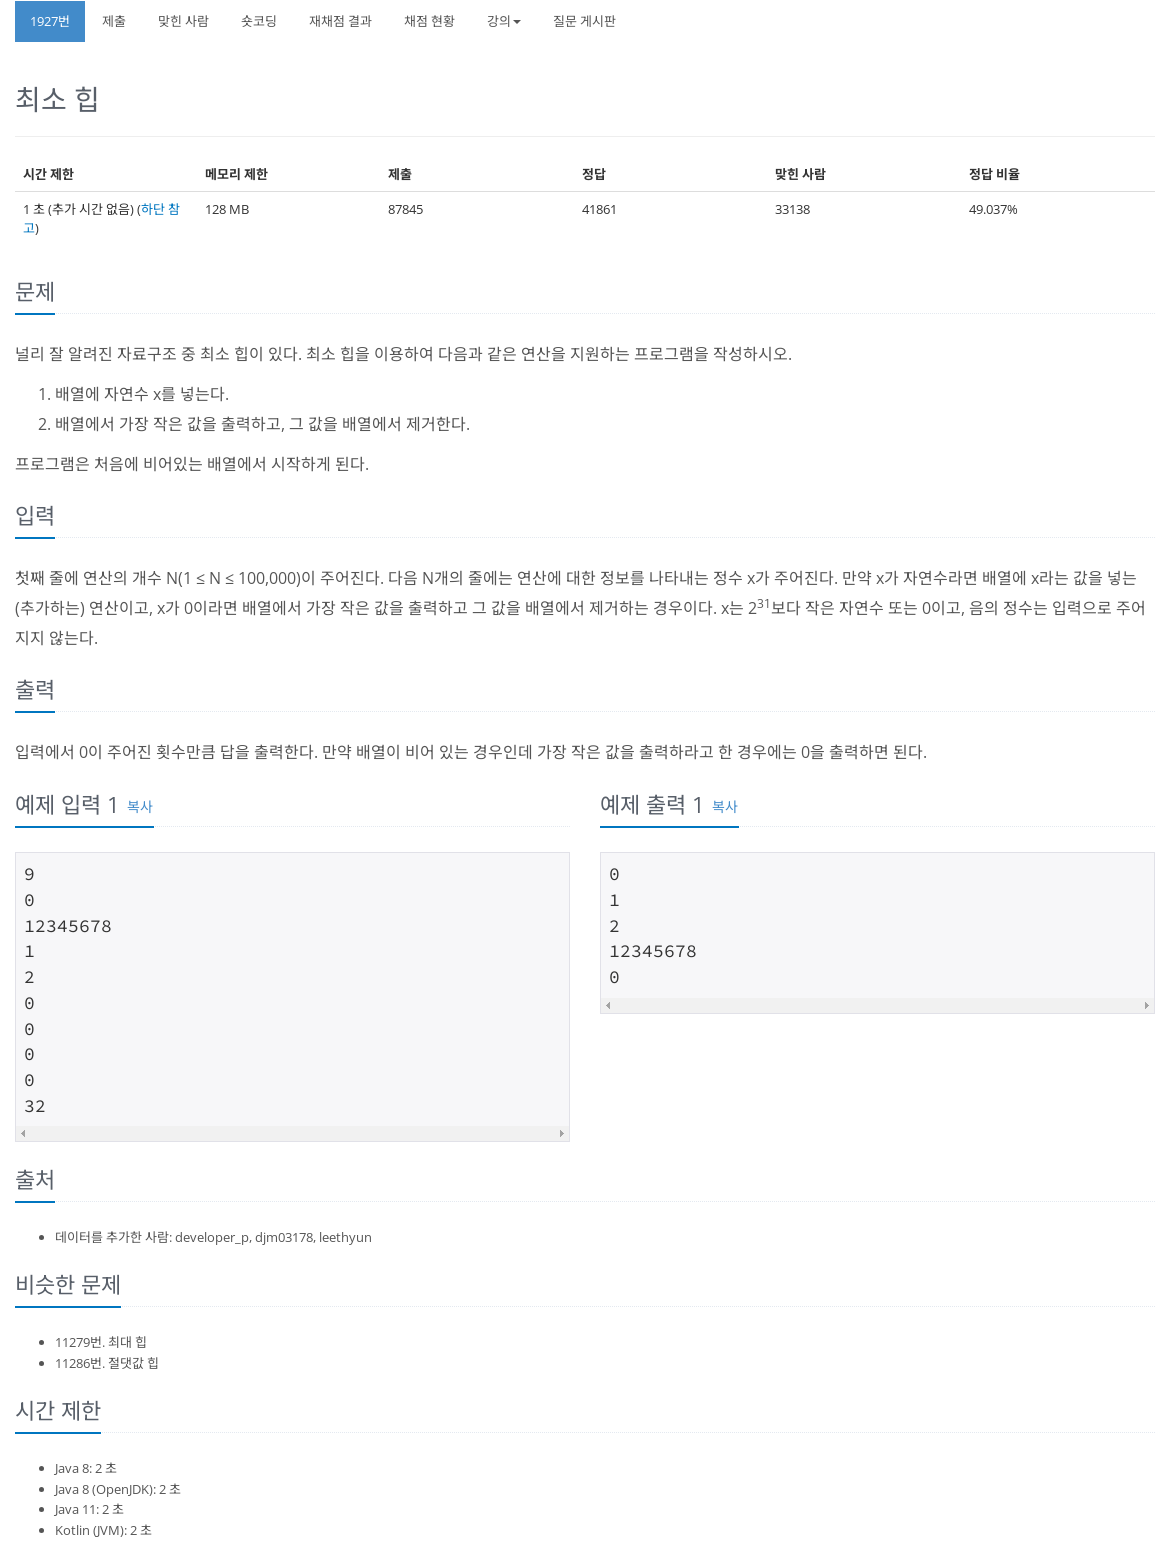 1927번 제출 맞힌 사람 숏코딩 재채점 결과 채점 현황 강의 질문 게시판
최소 힙
시간 제한 메모리 제한 제출 정답 맞힌 사람 정답 비율
1 초 (추가 시간 없음) (하단 참 128 MB 87845 41861 33138 49.037%
고)
문제
널리 잘 알려진 자료구조 중 최소 힙이 있다. 최소 힙을 이용하여 다음과 같은 연산을 지원하는 프로그램을 작성하시오.
1. 배열에 자연수 x를 넣는다.
2. 배열에서 가장 작은 값을 출력하고, 그 값을 배열에서 제거한다.
프로그램은 처음에 비어있는 배열에서 시작하게 된다.
입력
첫째 줄에 연산의 개수 N(1 ≤ N ≤ 100,000)이 주어진다. 다음 N개의 줄에는 연산에 대한 정보를 나타내는 정수 x가 주어진다. 만약 x가 자연수라면 배열에 x라는 값을 넣는
(추가하는) 연산이고, x가 0이라면 배열에서 가장 작은 값을 출력하고 그 값을 배열에서 제거하는 경우이다. x는 2³¹보다 작은 자연수 또는 0이고, 음의 정수는 입력으로 주어
지지 않는다.
출력
입력에서 0이 주어진 횟수만큼 답을 출력한다. 만약 배열이 비어 있는 경우인데 가장 작은 값을 출력하라고 한 경우에는 0을 출력하면 된다.
예제 입력 1 복사
9
0
12345678
1
2
0
0
0
0
32
예제 출력 1 복사
0
1
2
12345678
0
출처
데이터를 추가한 사람: developer_p, djm03178, leethyun
비슷한 문제
11279번. 최대 힙
11286번. 절댓값 힙
시간 제한
Java 8: 2 초
Java 8 (OpenJDK): 2 초
Java 11: 2 초
Kotlin (JVM): 2 초